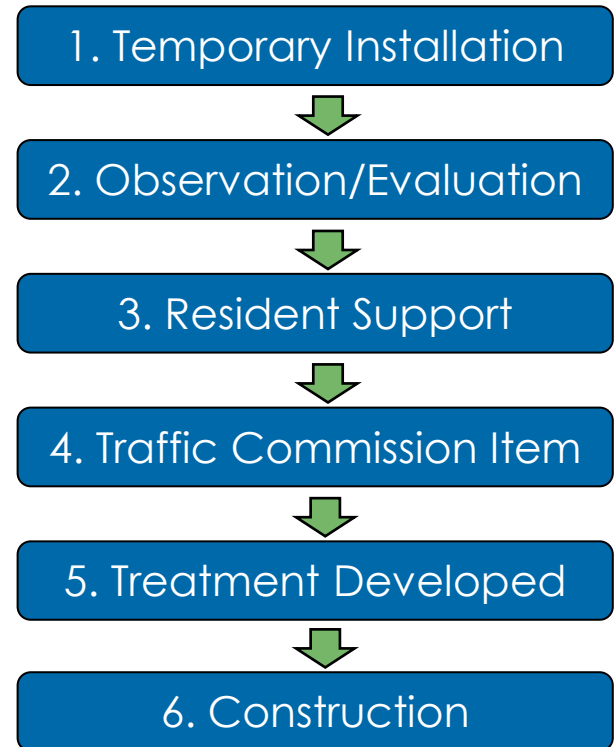 1. Temporary Installation
2. Observation/Evaluation
3. Resident Support
4. Traffic Commission Item
5. Treatment Developed
6. Construction